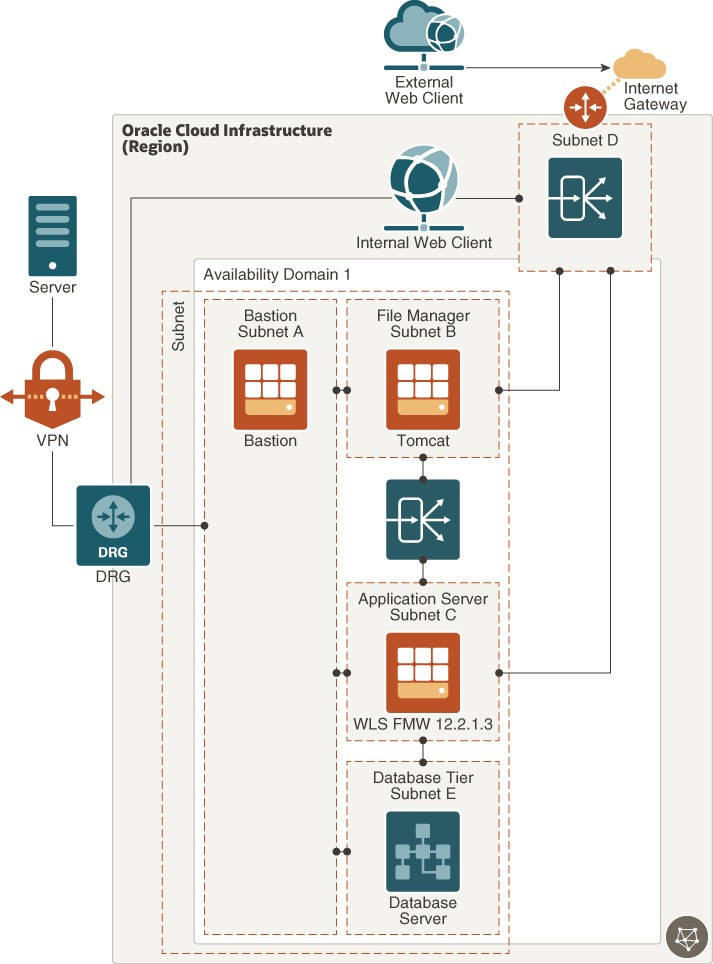 External
Web Client
Internet
Gateway
Oracle Cloud Infrastructure
(Region)
Subnet D
Internal Web Client
Server
Availability Domain 1
Subnet
Bastion
Subnet A
File Manager
Subnet B
VPN
Bastion
Tomcat
DRG
DRG
Application Server
Subnet C
WLS FMW 12.2.1.3
Database Tier
Subnet E
Database
Server